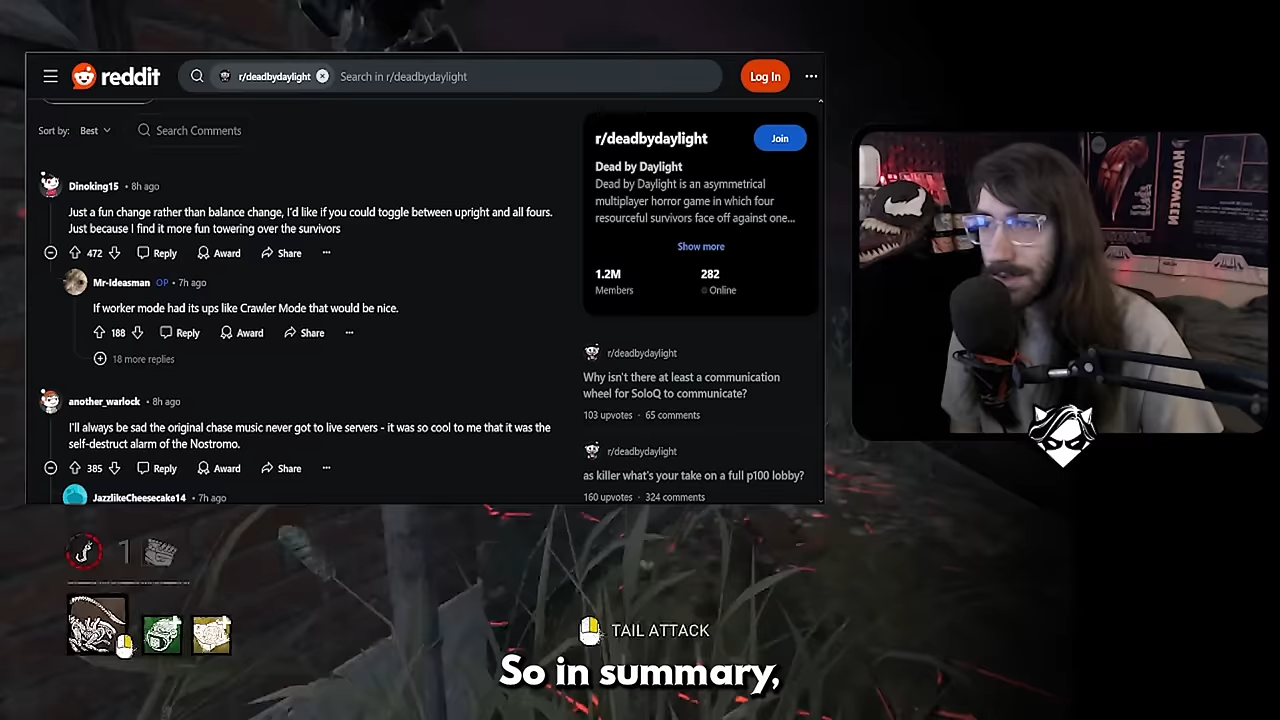 reddit
r/deadbydaylight
Search in r/deadbydaylight
Log In
Sort by: Best
Search Comments
Dinoking15 • 8h ago
Just a fun change rather than balance change, I'd like if you could toggle between upright and all fours.
Just because I find it more fun towering over the survivors
472 Reply Award Share
Mr-Ideasman OP • 7h ago
If worker mode had its ups like Crawler Mode that would be nice.
188 Reply Award Share
18 more replies
another_warlock • 8h ago
I'll always be sad the original chase music never got to live servers - it was so cool to me that it was the
self-destruct alarm of the Nostromo.
385 Reply Award Share
JazzlikeCheesecake14 • 7h ago
r/deadbydaylight
Join
Dead by Daylight
Dead by Daylight is an asymmetrical
multiplayer horror game in which four
resourceful survivors face off against one...
Show more
1.2M 282
Members Online
r/deadbydaylight
Why isn't there at least a communication
wheel for SoloQ to communicate?
103 upvotes · 65 comments
r/deadbydaylight
as killer what's your take on a full p100 lobby?
160 upvotes · 324 comments
HALLOWEEN
1
TAIL ATTACK
So in summary,